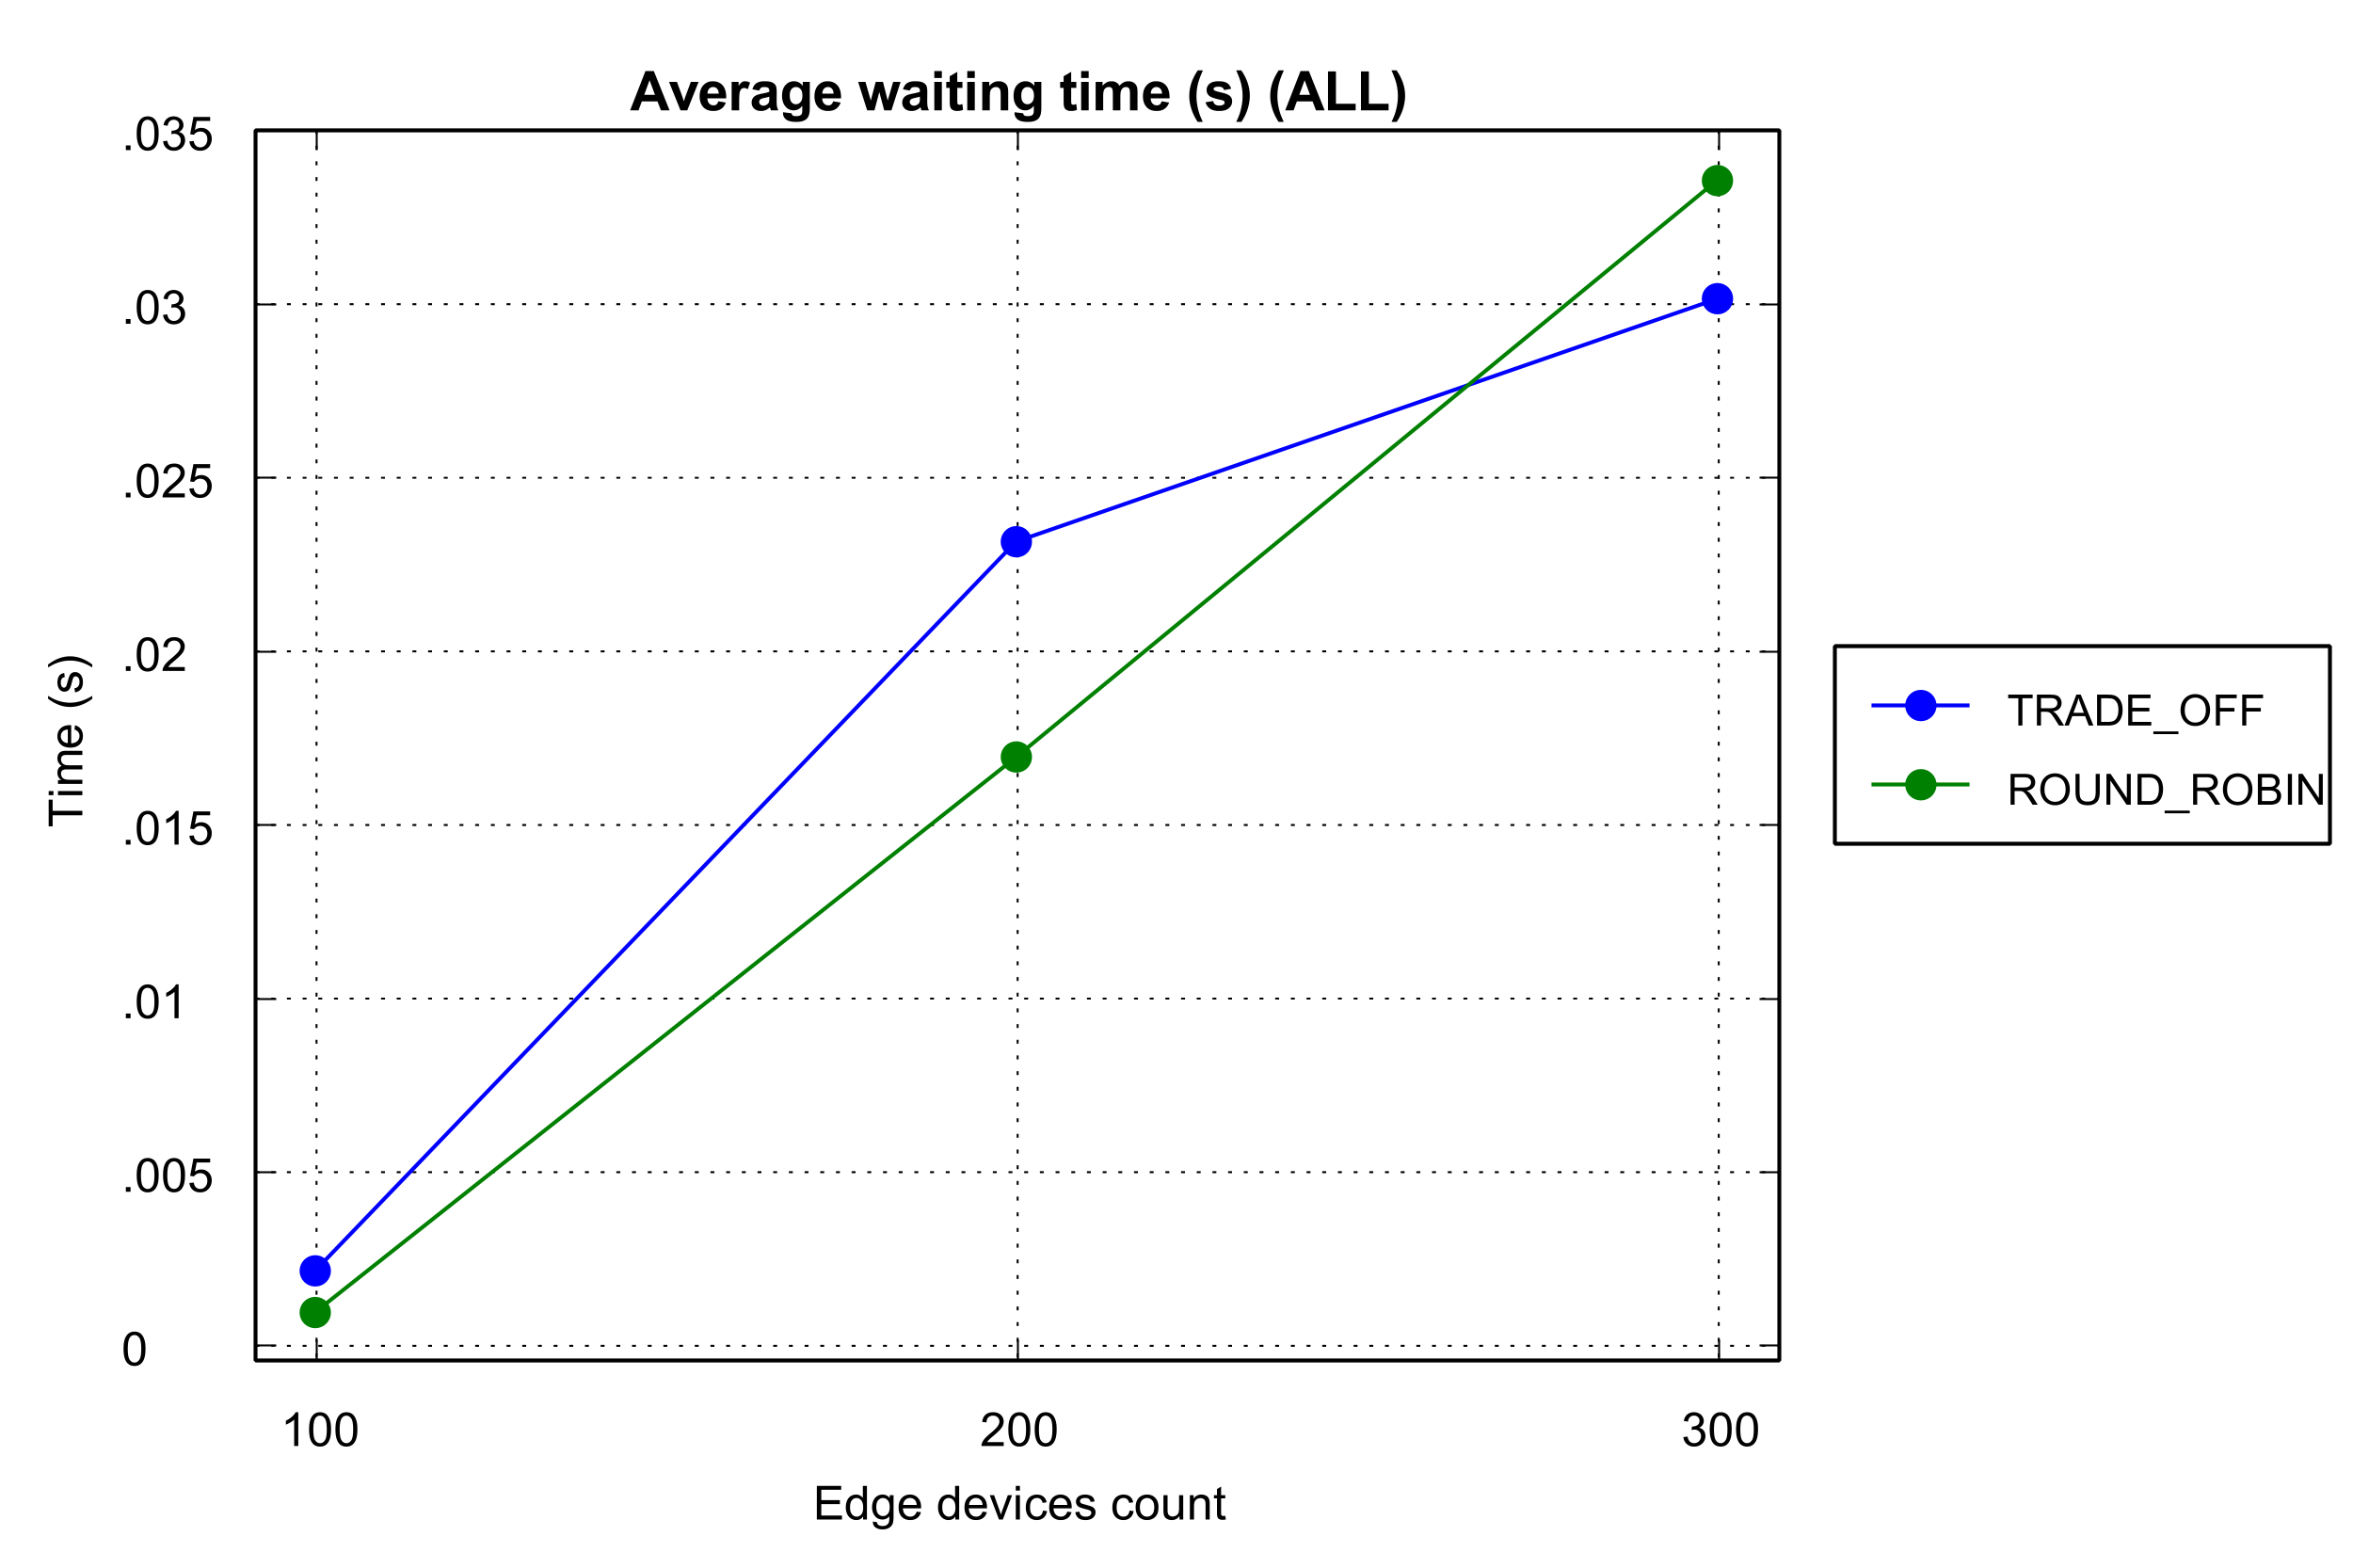 Average waiting time (s) (ALL)
.035
.03
.025
.02
.015
.01
.005
0
Time (s)
100 200 300
Edge devices count
TRADE_OFF
ROUND_ROBIN